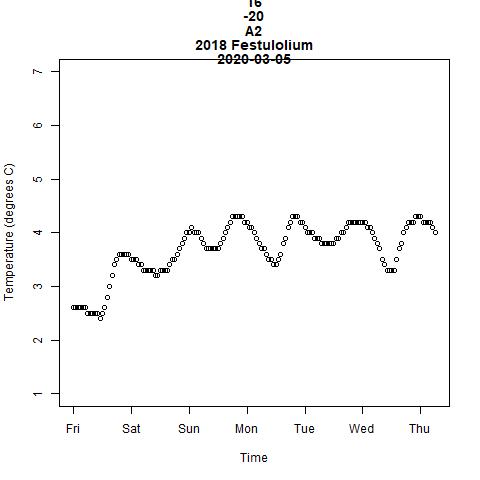 16
-20
A2
2018 Festulolium
2020-03-05
7
6
5
4
3
2
1
Temperature (degrees C)
Fri Sat Sun Mon Tue Wed Thu
Time